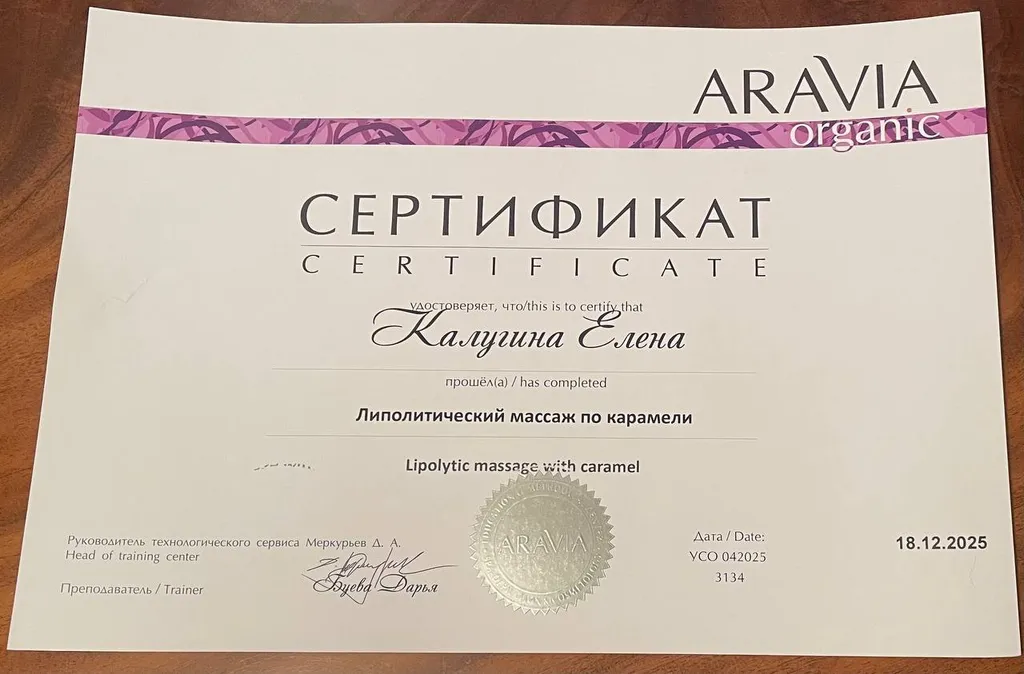 ARAVIA
organic
СЕРТИФИКАТ
CERTIFICATE
удостоверяет, что/this is to certify that
Калугина Елена
прошёл(а) / has completed
Липолитический массаж по карамели
Lipolytic massage with caramel
ARAVIA
Руководитель технологического сервиса Меркурьев Д. А.
Head of training center
Преподаватель / Trainer
Буева Дарья
Дата / Date:
УСО 042025
3134
18.12.2025